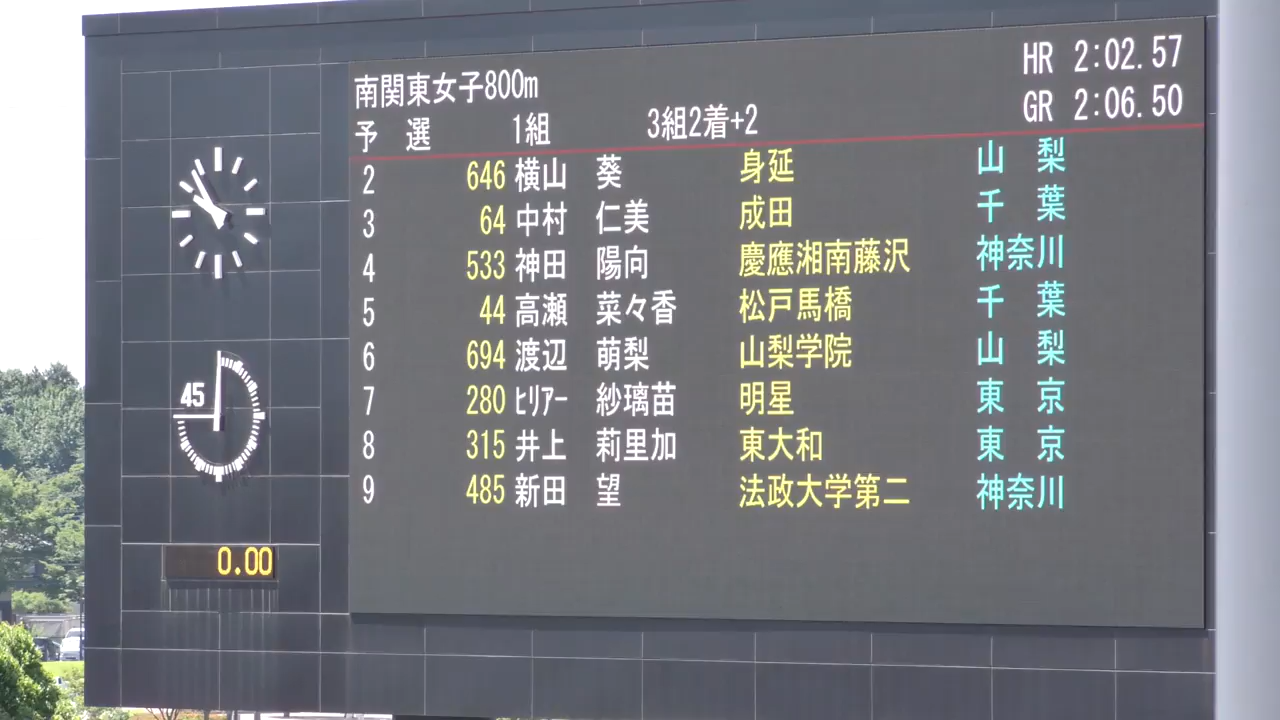 南関東女子800m
HR 2:02.57
GR 2:06.50
予 選 1組 3組2着+2
2 646 横山 葵 身延 山 梨
3 64 中村 仁美 成田 千 葉
4 533 神田 陽向 慶應湘南藤沢 神奈川
5 44 高瀬 菜々香 松戸馬橋 千 葉
6 694 渡辺 萌梨 山梨学院 山 梨
7 280 ﾋﾘｱｰ 紗璃苗 明星 東 京
8 315 井上 莉里加 東大和 東 京
9 485 新田 望 法政大学第二 神奈川
45
0.00